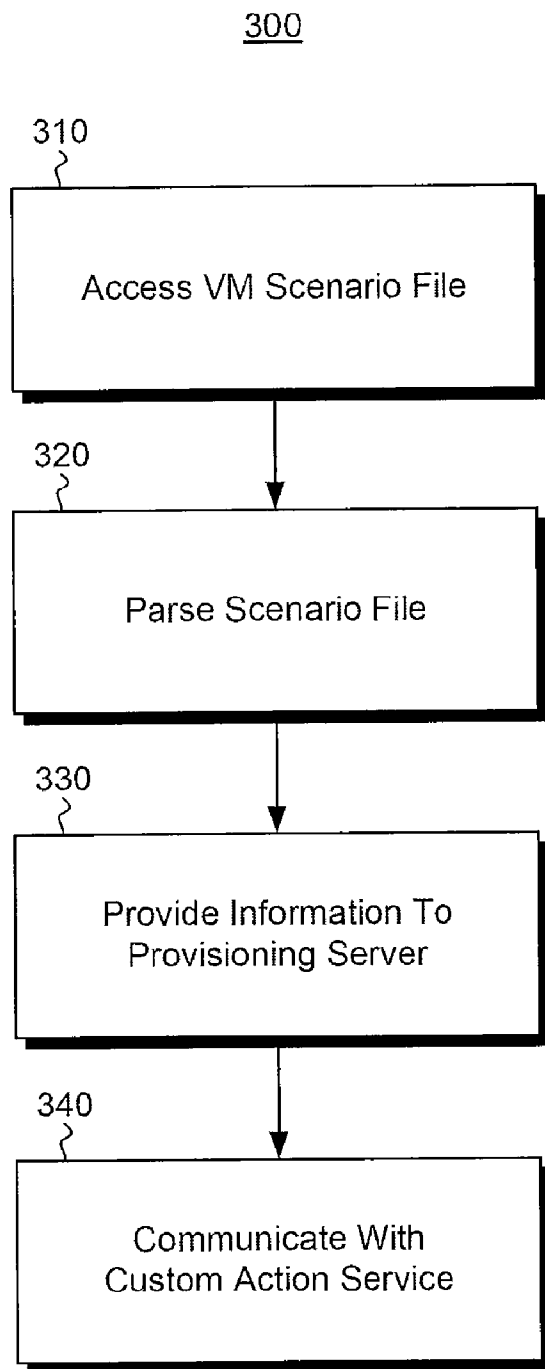 300
310
Access VM Scenario File
320
Parse Scenario File
330
Provide Information To
Provisioning Server
340
Communicate With
Custom Action Service